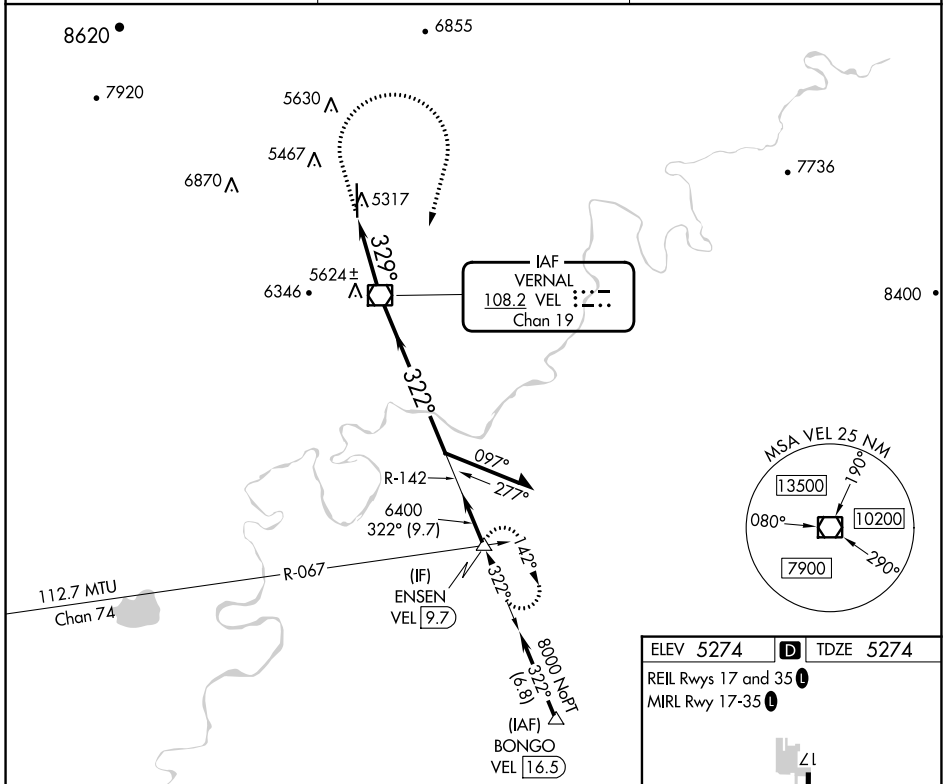 8620
6855
7920
5630
5467
6870
5317
7736
329°
5624±
6346
IAF
VERNAL
108.2 VEL
Chan 19
8400
322°
097°
277°
R-142
6400
322° (9.7)
142°
322°
R-067
112.7 MTU
Chan 74
(IF)
ENSEN
VEL 9.7
8000 NoPT
322°
(6.8)
(IAF)
BONGO
VEL 16.5
MSA VEL 25 NM
190°
13500
080°
10200
290°
7900
ELEV 5274 D TDZE 5274
REIL Rwys 17 and 35 L
MIRL Rwy 17-35 L
17